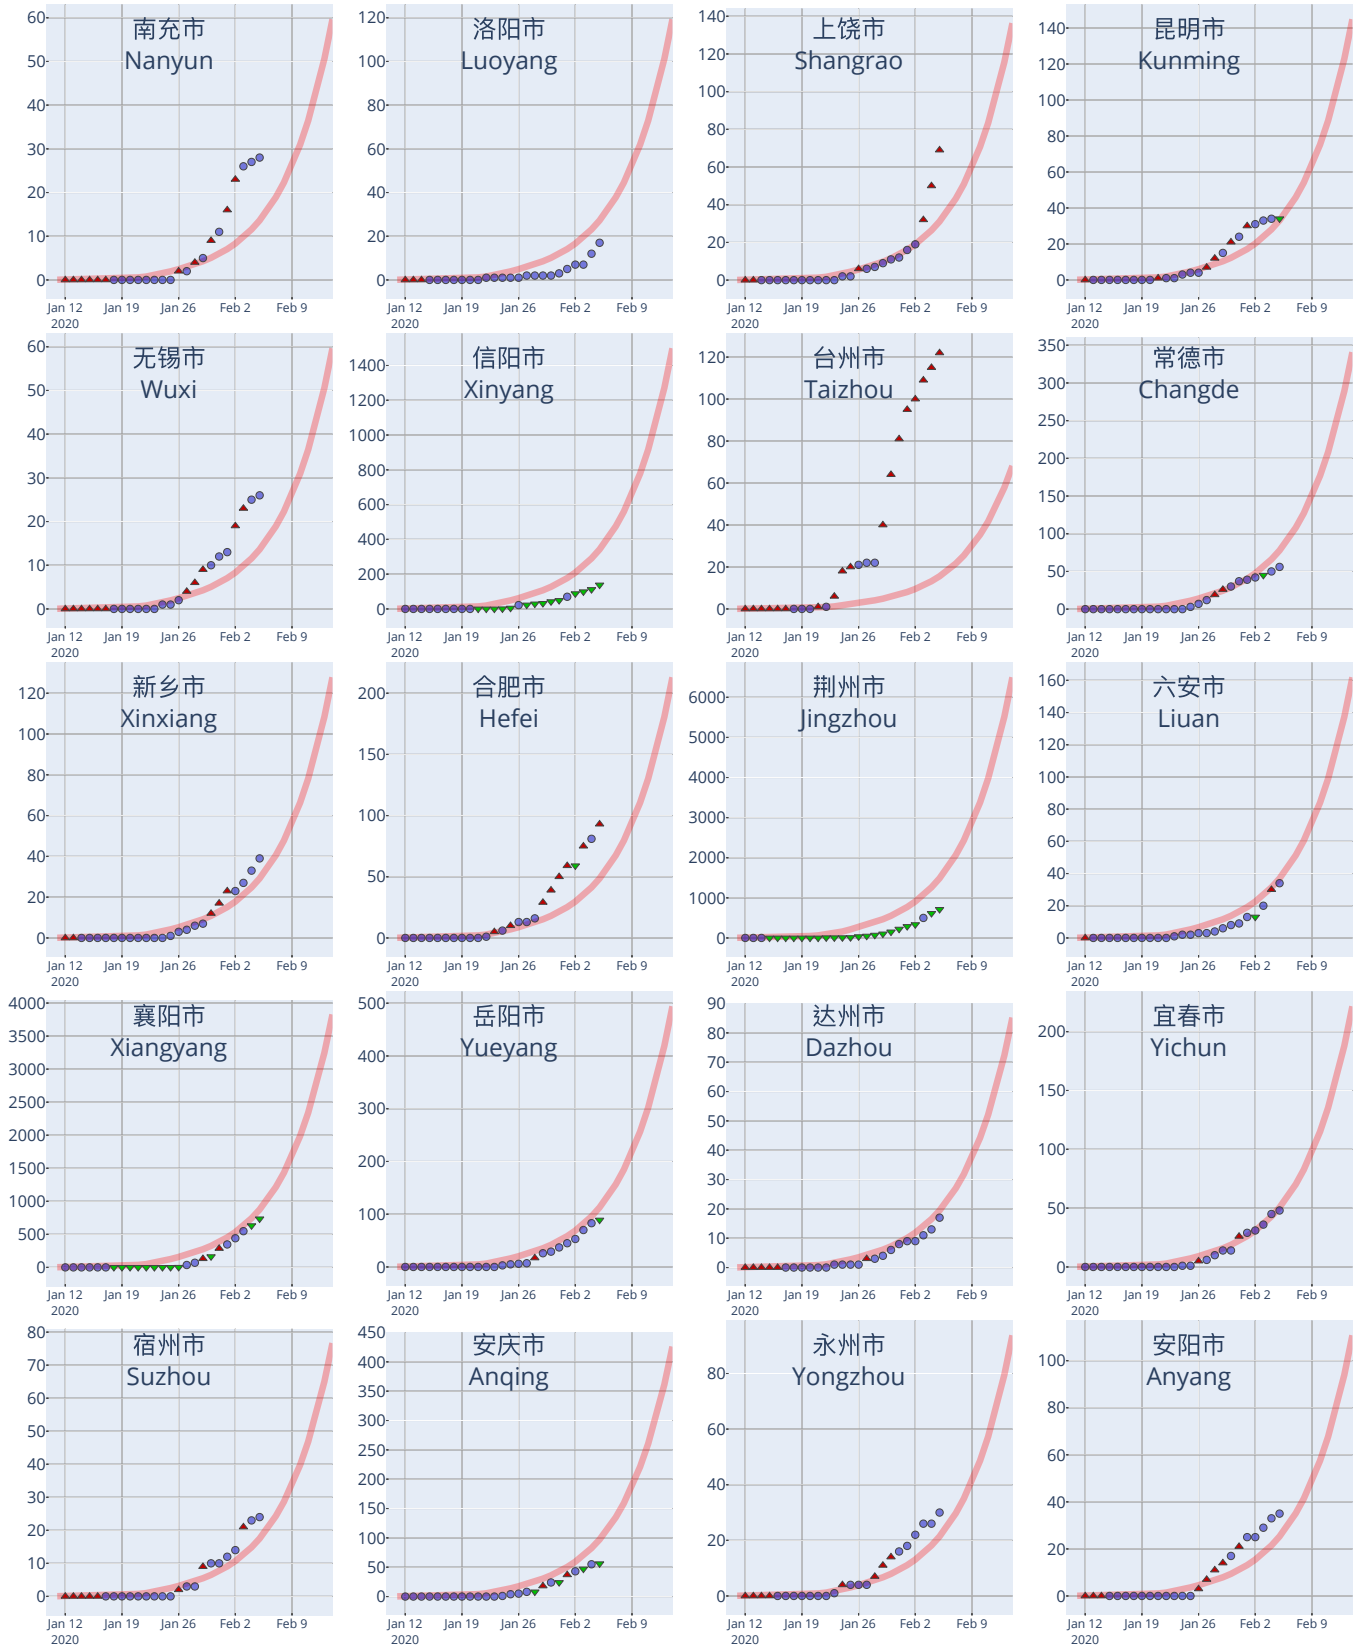 南充市
Nanyun
60
50
40
30
20
10
0
Jan 12
2020
Jan 19
Jan 26
Feb 2
Feb 9
洛阳市
Luoyang
120
100
80
60
40
20
0
Jan 12
2020
Jan 19
Jan 26
Feb 2
Feb 9
上饶市
Shangrao
140
120
100
80
60
40
20
0
Jan 12
2020
Jan 19
Jan 26
Feb 2
Feb 9
昆明市
Kunming
140
120
100
80
60
40
20
0
Jan 12
2020
Jan 19
Jan 26
Feb 2
Feb 9
无锡市
Wuxi
60
50
40
30
20
10
0
Jan 12
2020
Jan 19
Jan 26
Feb 2
Feb 9
信阳市
Xinyang
1400
1200
1000
800
600
400
200
0
Jan 12
2020
Jan 19
Jan 26
Feb 2
Feb 9
台州市
Taizhou
120
100
80
60
40
20
0
Jan 12
2020
Jan 19
Jan 26
Feb 2
Feb 9
常德市
Changde
350
300
250
200
150
100
50
0
Jan 12
2020
Jan 19
Jan 26
Feb 2
Feb 9
新乡市
Xinxiang
120
100
80
60
40
20
0
Jan 12
2020
Jan 19
Jan 26
Feb 2
Feb 9
合肥市
Hefei
200
150
100
50
0
Jan 12
2020
Jan 19
Jan 26
Feb 2
Feb 9
荆州市
Jingzhou
6000
5000
4000
3000
2000
1000
0
Jan 12
2020
Jan 19
Jan 26
Feb 2
Feb 9
六安市
Liuan
160
140
120
100
80
60
40
20
0
Jan 12
2020
Jan 19
Jan 26
Feb 2
Feb 9
襄阳市
Xiangyang
4000
3500
3000
2500
2000
1500
1000
500
0
Jan 12
2020
Jan 19
Jan 26
Feb 2
Feb 9
岳阳市
Yueyang
500
400
300
200
100
0
Jan 12
2020
Jan 19
Jan 26
Feb 2
Feb 9
达州市
Dazhou
90
80
70
60
50
40
30
20
10
0
Jan 12
2020
Jan 19
Jan 26
Feb 2
Feb 9
宜春市
Yichun
200
150
100
50
0
Jan 12
2020
Jan 19
Jan 26
Feb 2
Feb 9
宿州市
Suzhou
80
70
60
50
40
30
20
10
0
Jan 12
2020
Jan 19
Jan 26
Feb 2
Feb 9
安庆市
Anqing
450
400
350
300
250
200
150
100
50
0
Jan 12
2020
Jan 19
Jan 26
Feb 2
Feb 9
永州市
Yongzhou
80
60
40
20
0
Jan 12
2020
Jan 19
Jan 26
Feb 2
Feb 9
安阳市
Anyang
100
80
60
40
20
0
Jan 12
2020
Jan 19
Jan 26
Feb 2
Feb 9